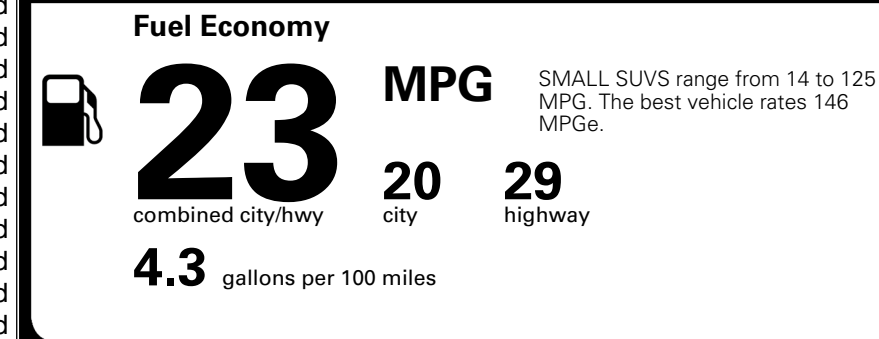 Fuel Economy
23
MPG
SMALL SUVS range from 14 to 125
MPG. The best vehicle rates 146
MPGe.
20
29
combined city/hwy
city
highway
4.3 gallons per 100 miles